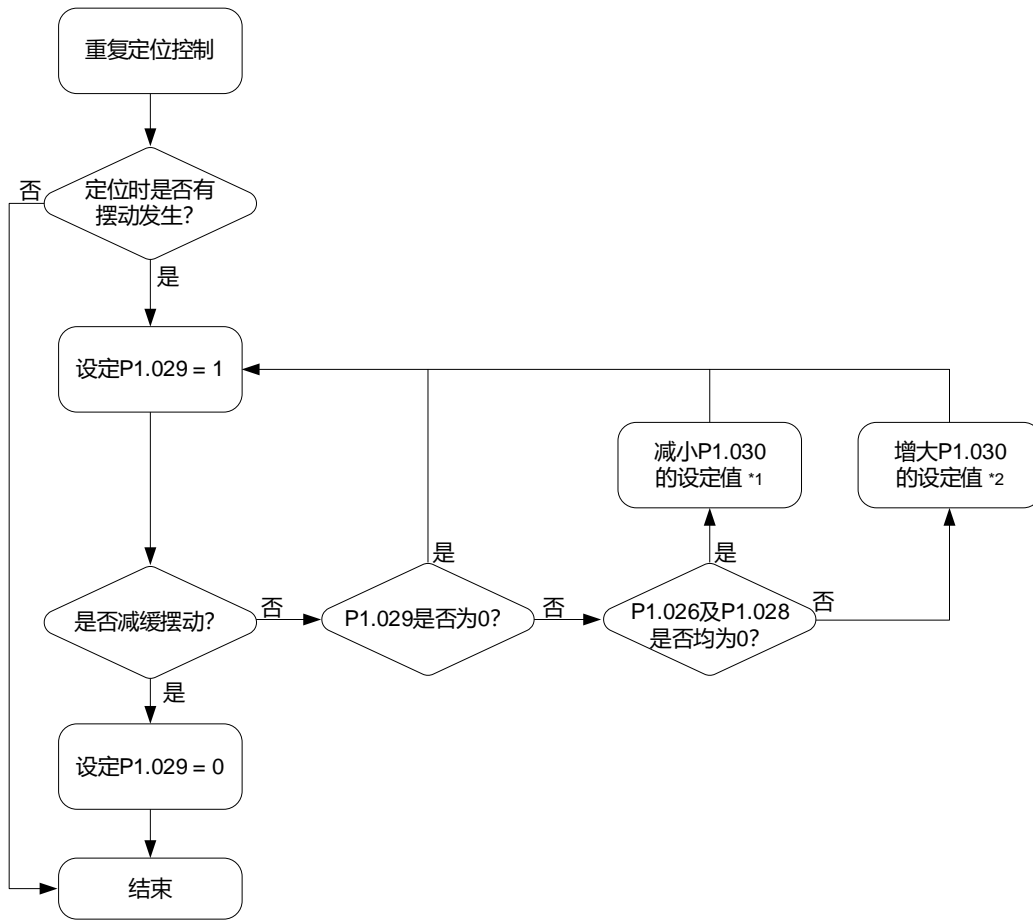 重复定位控制
定位时是否有
摆动发生?
否
是
设定P1.029 = 1
减小P1.030
的设定值 *1
增大P1.030
的设定值 *2
是否减缓摆动?
否
是
P1.029是否为0?
是
否
P1.026及P1.028
是否均为0?
是
否
设定P1.029 = 0
结束